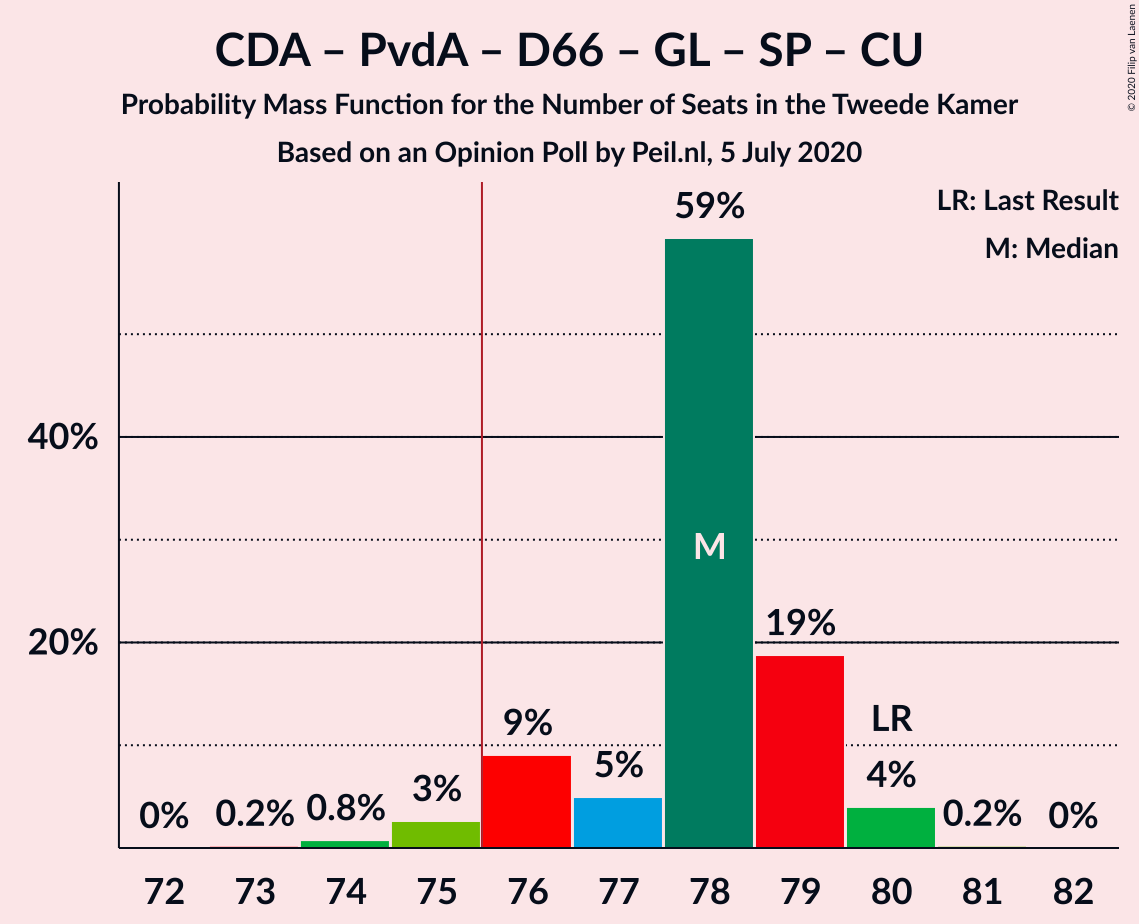 CDA – PvdA – D66 – GL – SP – CU
Probability Mass Function for the Number of Seats in the Tweede Kamer
Based on an Opinion Poll by Peil.nl, 5 July 2020
© 2020 Filip van Laenen
LR: Last Result
M: Median
59%
40%
M
20%
19%
LR
9%
5%
4%
3%
0%
0.2%
0.8%
0.2%
0%
72 73 74 75 76 77 78 79 80 81 82